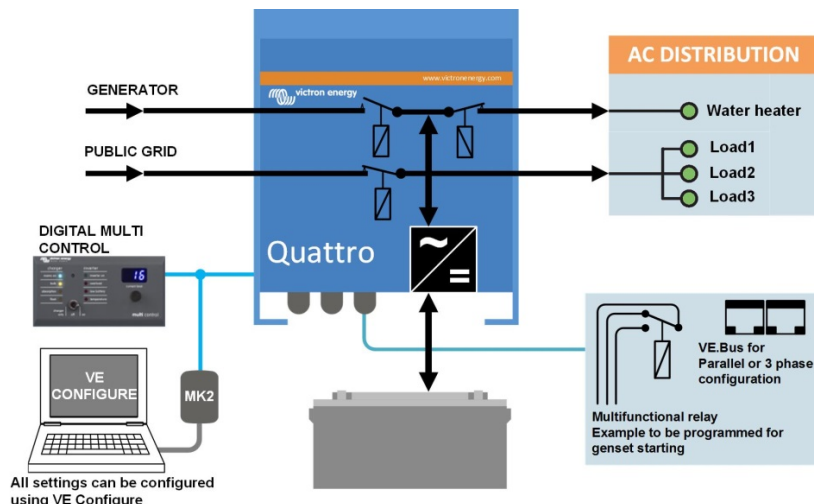 AC DISTRIBUTION
www.victronenergy.com
victron energy
GENERATOR
Water heater
PUBLIC GRID
Load1
Load2
Load3
DIGITAL MULTI
CONTROL
16
multi control
Quattro
~
=
VE
CONFIGURE
MK2
VE.Bus for
Parallel or 3 phase
configuration
Multifunctional relay
Example to be programmed for
genset starting
All settings can be configured
using VE Configure